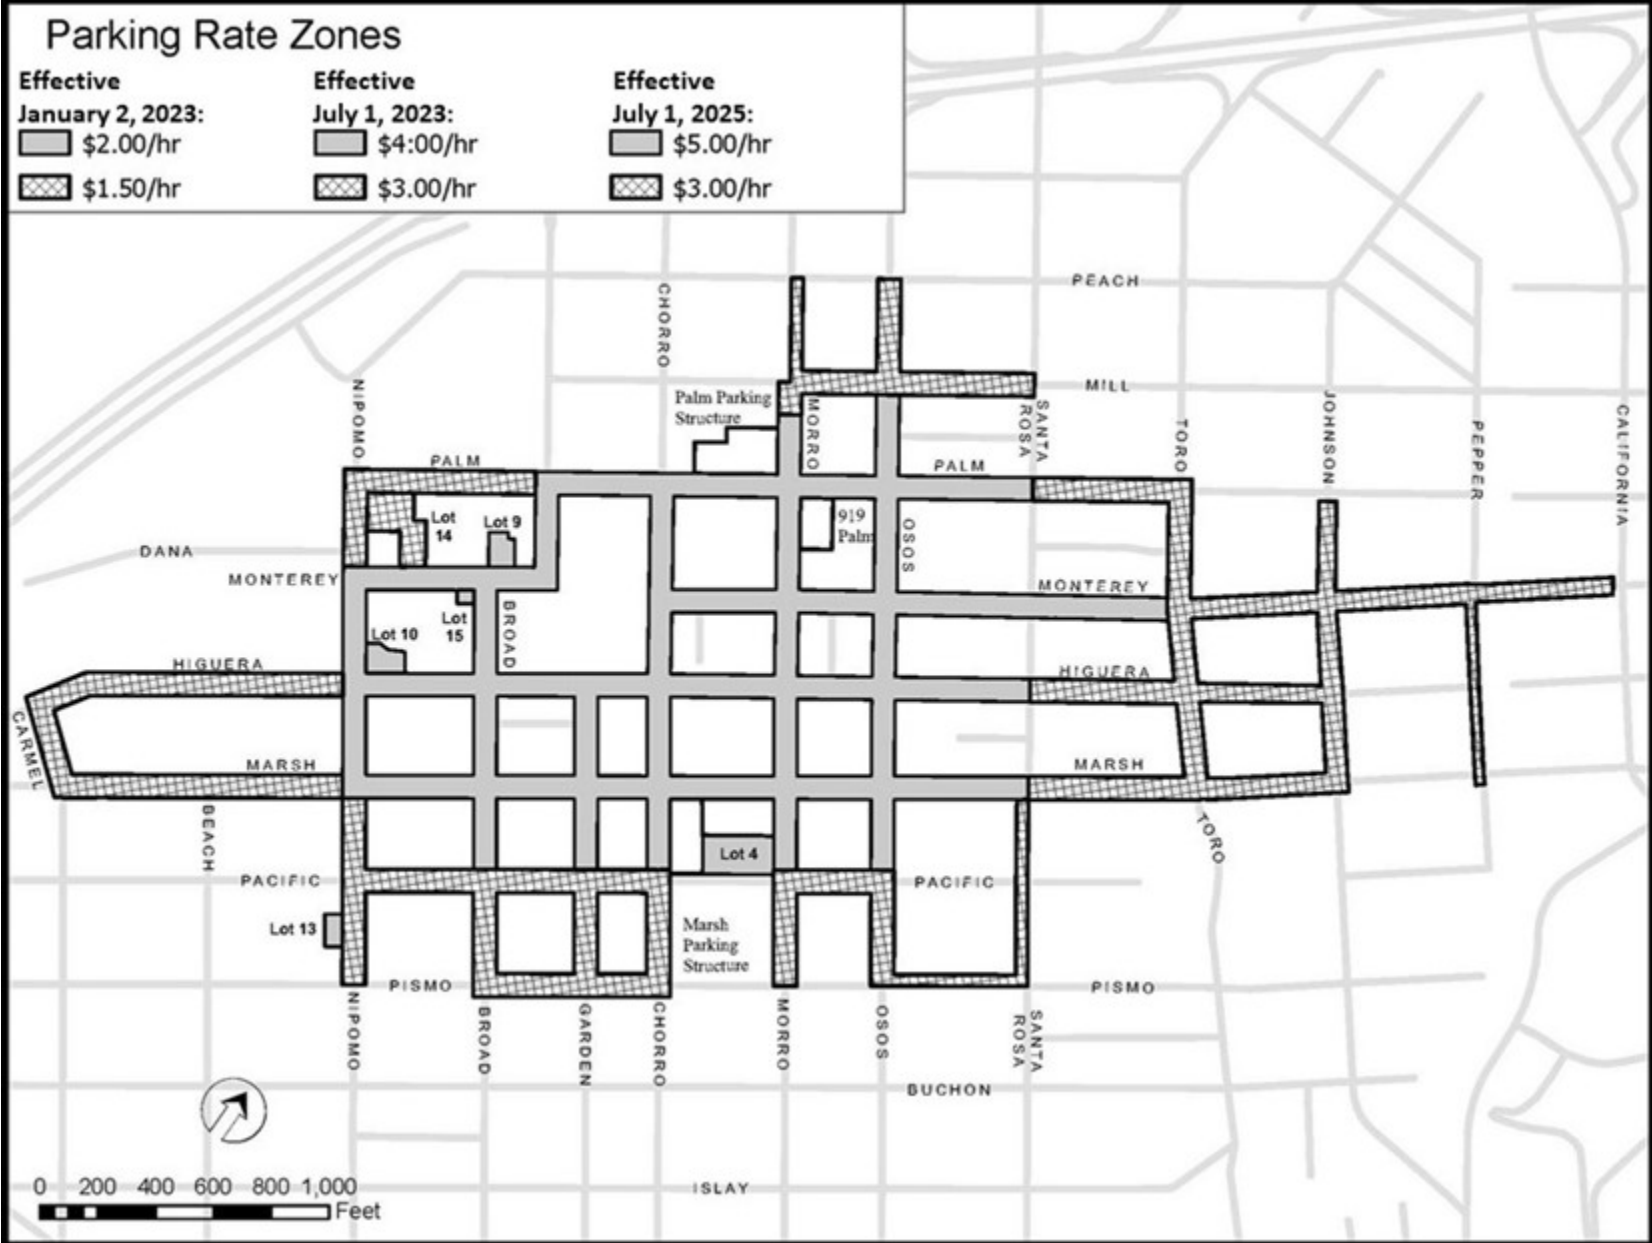 Parking Rate Zones
Effective
January 2, 2023:
$2.00/hr
$1.50/hr
Effective
July 1, 2023:
$4:00/hr
$3.00/hr
Effective
July 1, 2025:
$5.00/hr
$3.00/hr
PEACH
CHORRO
MILL
NIPOMO
Palm Parking
Structure
MORRO
SANTA
ROSA
TORO
JOHNSON
PEPPER
CALIFORNIA
PALM
PALM
Lot
14
Lot 9
919
Palm
OSOS
DANA
MONTEREY
MONTEREY
BROAD
Lot
15
Lot 10
HIGUERA
HIGUERA
CARMEL
MARSH
MARSH
BEACH
TORO
Lot 4
PACIFIC
PACIFIC
Lot 13
Marsh
Parking
Structure
PISMO
PISMO
NIPOMO
BROAD
GARDEN
CHORRO
MORRO
OSOS
SANTA
ROSA
BUCHON
ISLAY
0 200 400 600 800 1,000
Feet